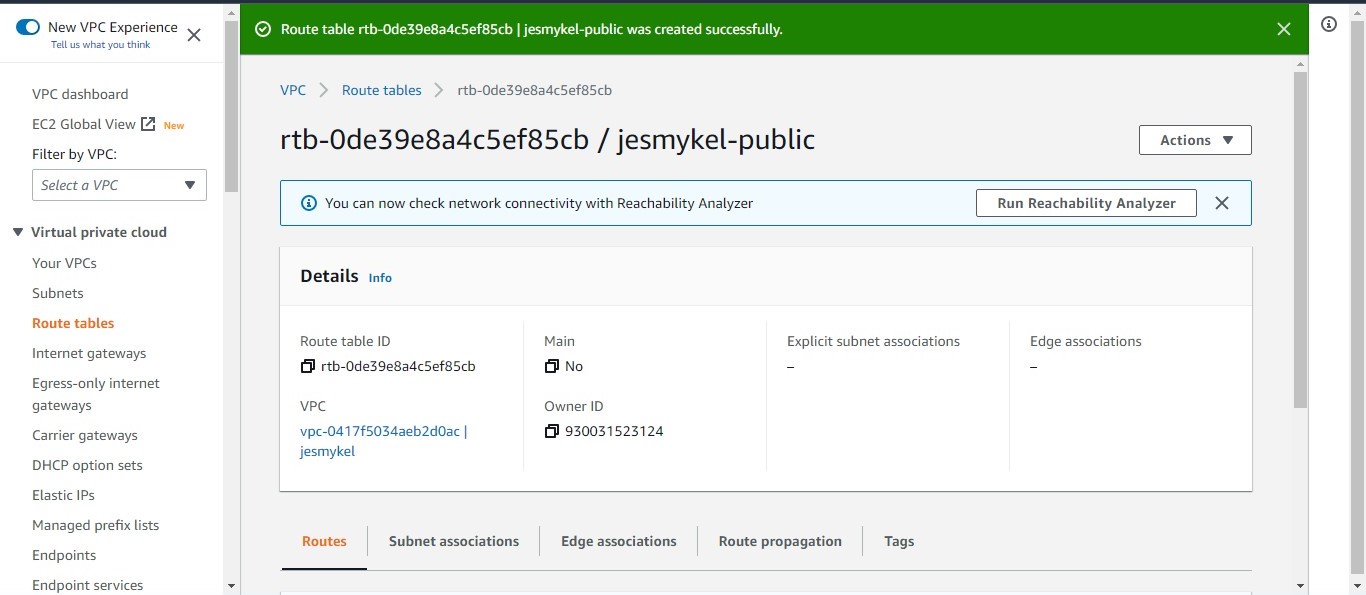 New VPC Experience
Tell us what you think
VPC dashboard
EC2 Global View New
Filter by VPC:
Select a VPC
Virtual private cloud
Your VPCs
Subnets
Route tables
Internet gateways
Egress-only internet
gateways
Carrier gateways
DHCP option sets
Elastic IPs
Managed prefix lists
Endpoints
Endpoint services
Route table rtb-0de39e8a4c5ef85cb | jesmykel-public was created successfully.
VPC > Route tables > rtb-0de39e8a4c5ef85cb
rtb-0de39e8a4c5ef85cb / jesmykel-public
Actions
You can now check network connectivity with Reachability Analyzer
Run Reachability Analyzer
Details Info
Route table ID
rtb-0de39e8a4c5ef85cb
Main
No
Explicit subnet associations
–
Edge associations
–
VPC
vpc-0417f5034aeb2d0ac |
jesmykel
Owner ID
930031523124
Routes
Subnet associations
Edge associations
Route propagation
Tags